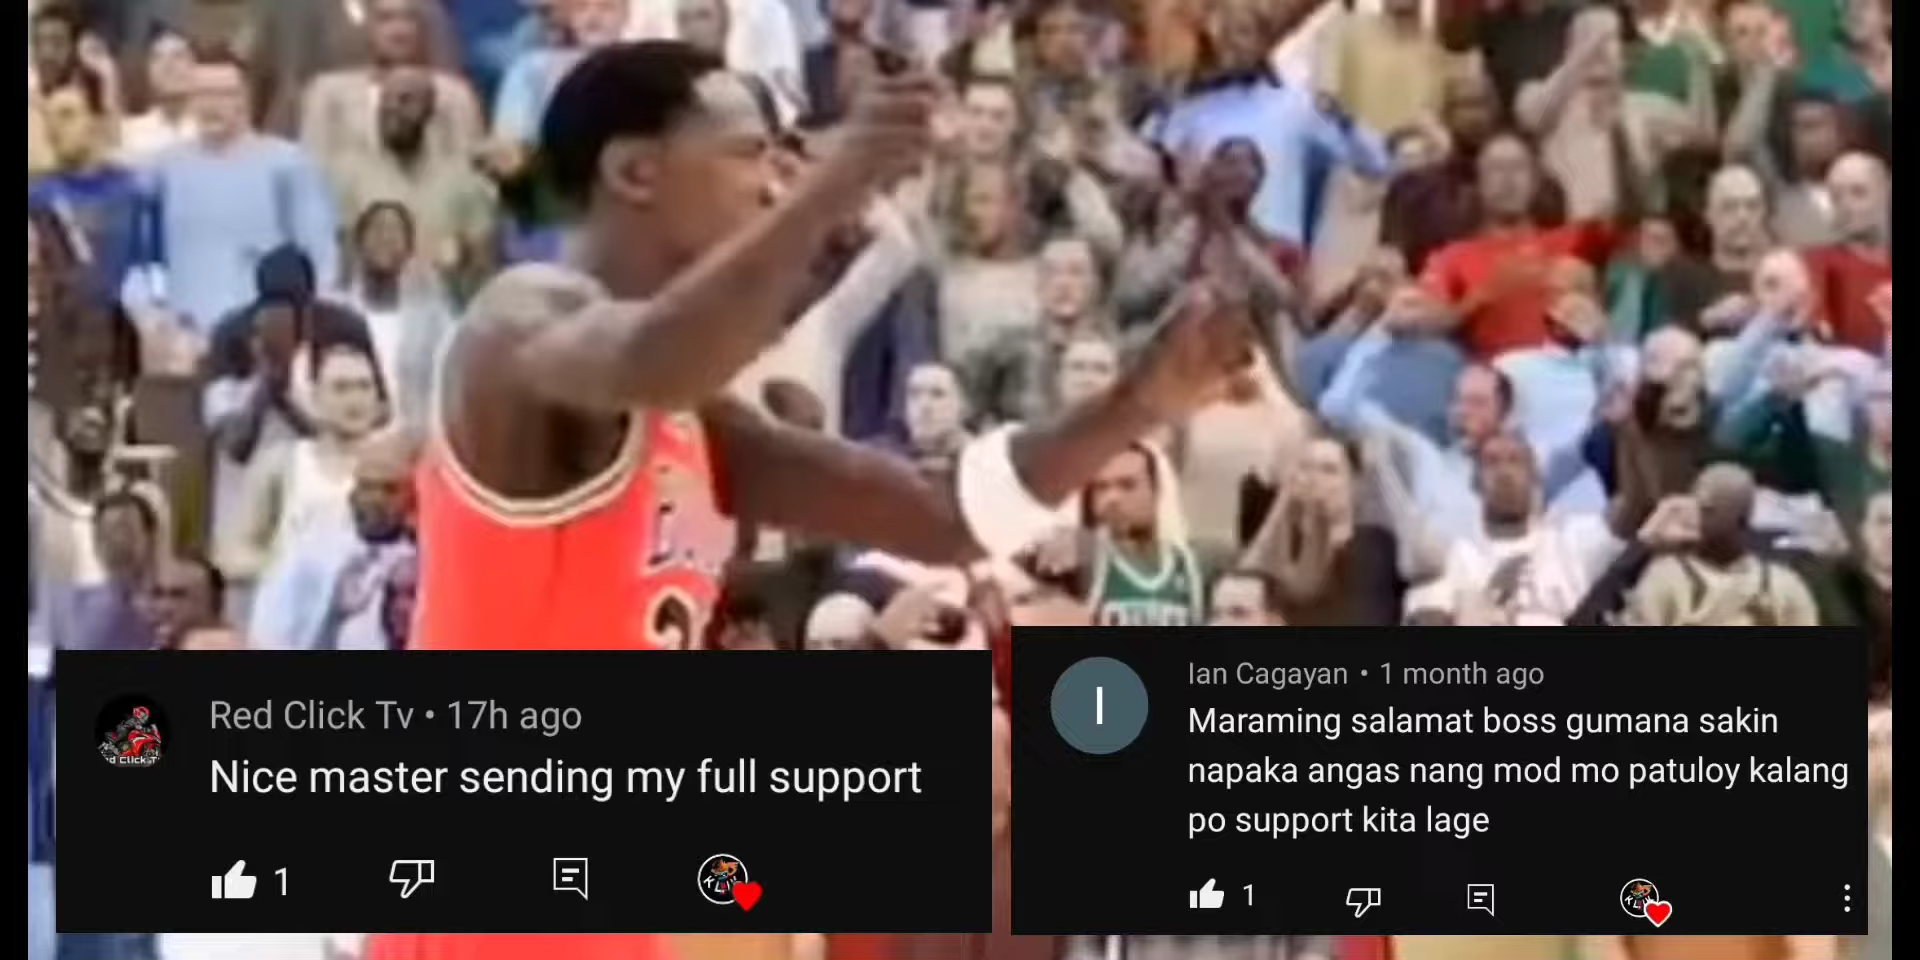 Red Click Tv • 17h ago
Nice master sending my full support
1
Ian Cagayan • 1 month ago
Maraming salamat boss gumana sakin
napaka angas nang mod mo patuloy kalang
po support kita lage
1
I